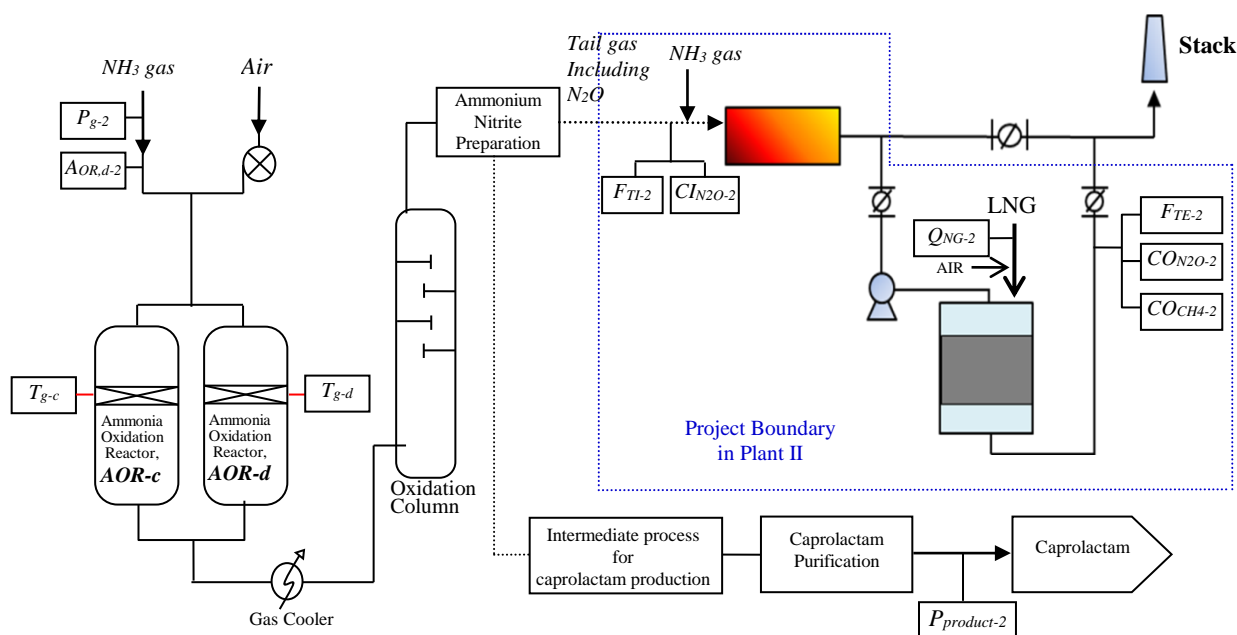 NH3 gas
Air
Pg-2
AOR,d-2
Tg-c
Tg-d
Ammonia
Oxidation
Reactor,
AOR-c
Ammonia
Oxidation
Reactor,
AOR-d
Gas Cooler
Oxidation
Column
Ammonium
Nitrite
Preparation
Tail gas
Including
N2O
NH3 gas
FTI-2
CIN2O-2
Stack
LNG
QNG-2
AIR
FTE-2
CON2O-2
COCH4-2
Project Boundary
in Plant II
Intermediate process
for
caprolactam production
Caprolactam
Purification
Caprolactam
Pproduct-2